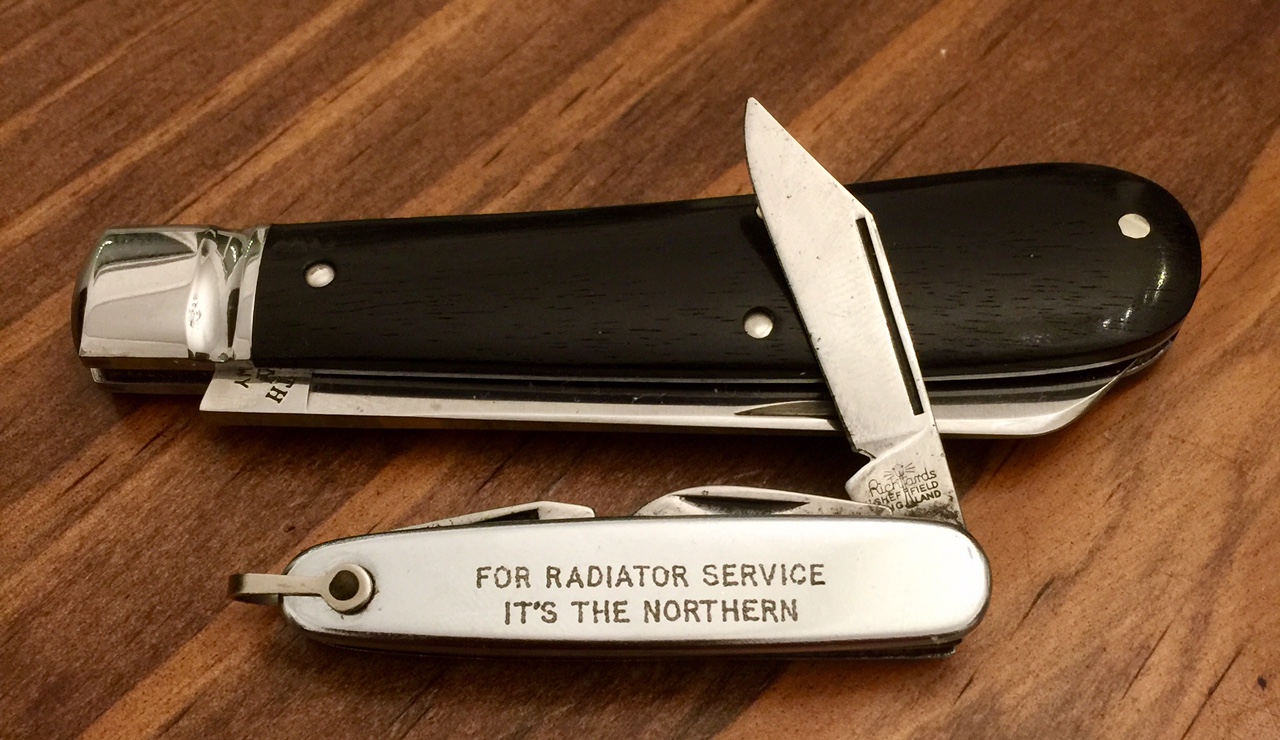 Richards
SHEFFIELD
ENGLAND
FOR RADIATOR SERVICE
IT'S THE NORTHERN